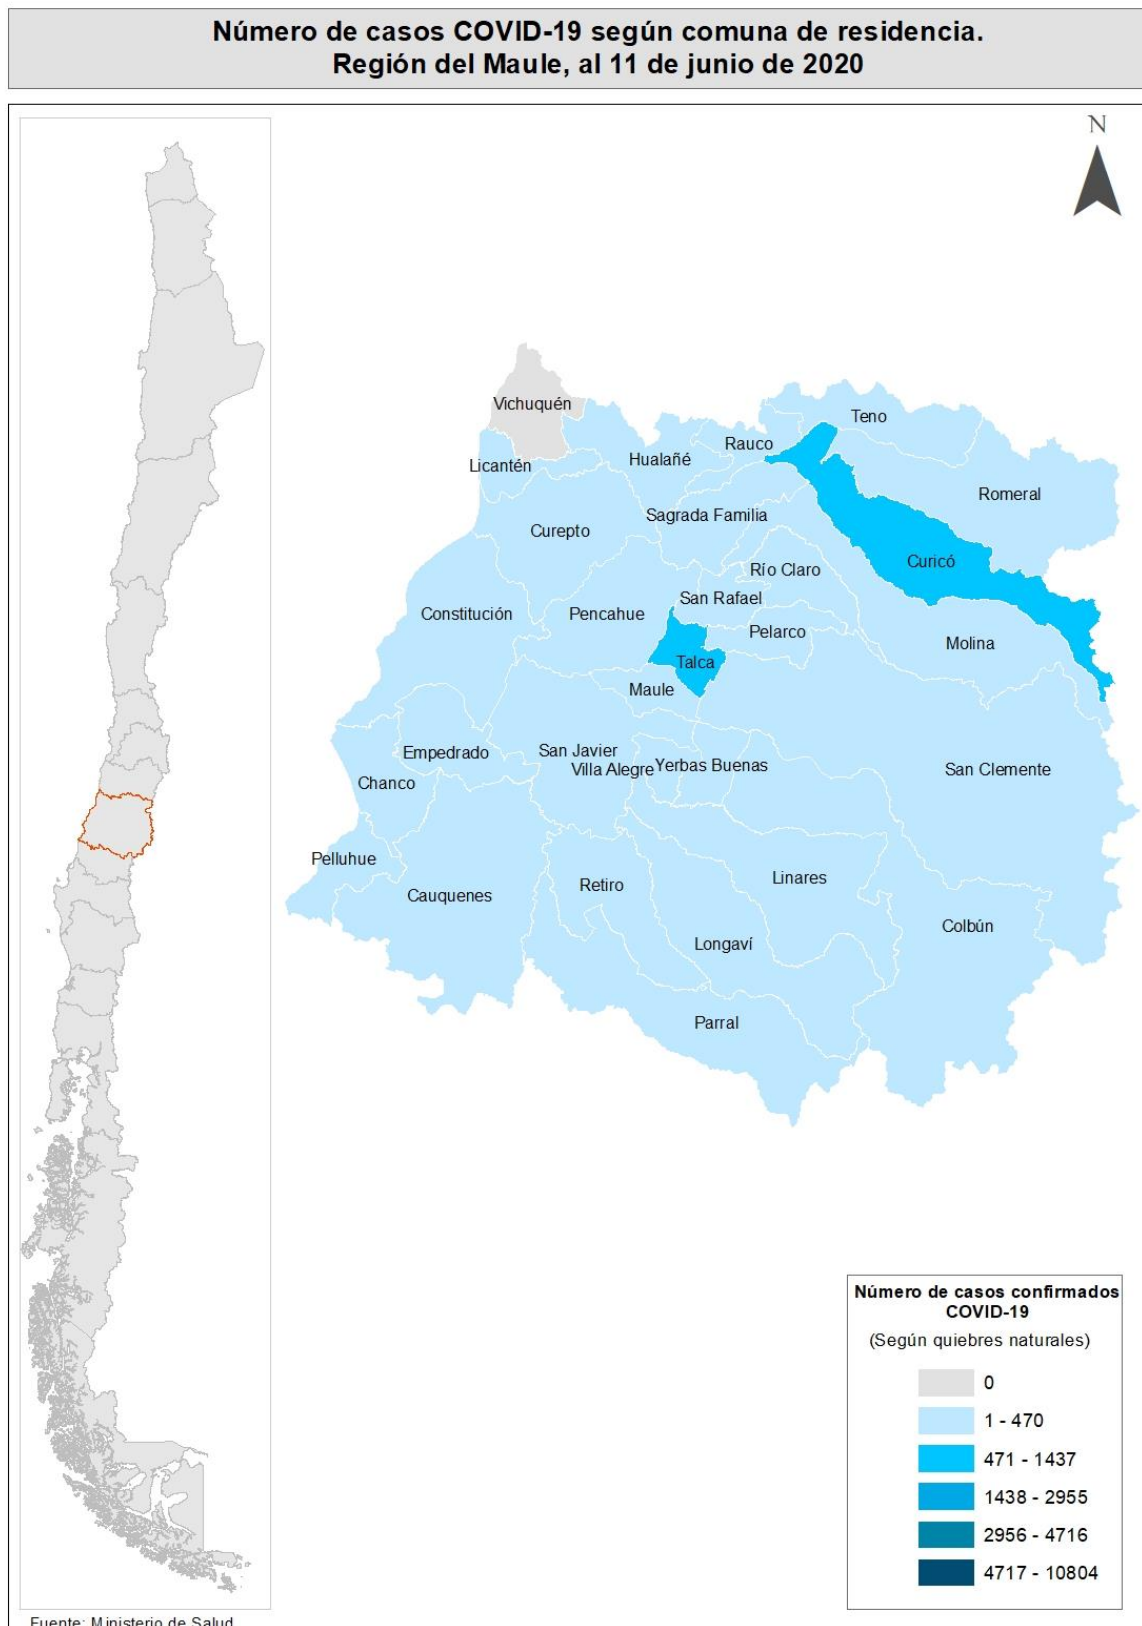 Número de casos COVID-19 según comuna de residencia.
Región del Maule, al 11 de junio de 2020
N
Vichuquén
Teno
Rauco
Hualañé
Licantén
Romeral
Sagrada Familia
Curepto
Curicó
Río Claro
San Rafael
Constitución
Pencahue
Pelarco
Molina
Talca
Maule
Empedrado
San Javier
Villa Alegre
Yerbas Buenas
San Clemente
Chanco
Pelluhue
Cauquenes
Retiro
Linares
Colbún
Longaví
Parral
Número de casos confirmados
COVID-19
(Según quiebres naturales)
0
1 - 470
471 - 1437
1438 - 2955
2956 - 4716
4717 - 10804
Fuente: Ministerio de Salud